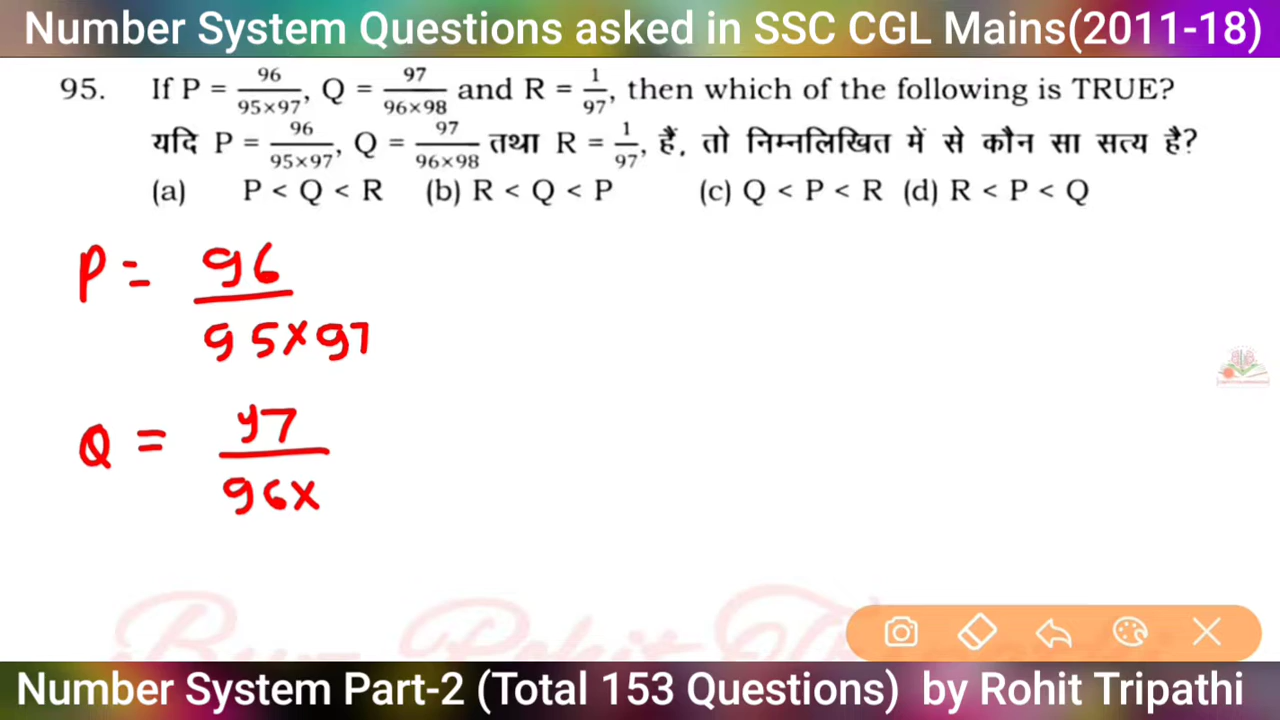 Number System Questions asked in SSC CGL Mains(2011-18)
95. If P = 96/95×97, Q = 97/96×98 and R = 1/97, then which of the following is TRUE?
यदि P = 96/95×97, Q = 97/96×98 तथा R = 1/97, हैं, तो निम्नलिखित में से कौन सा सत्य है?
(a) P < Q < R (b) R < Q < P (c) Q < P < R (d) R < P < Q
P = 96/95×97
Q = 97/96×
Number System Part-2 (Total 153 Questions) by Rohit Tripathi